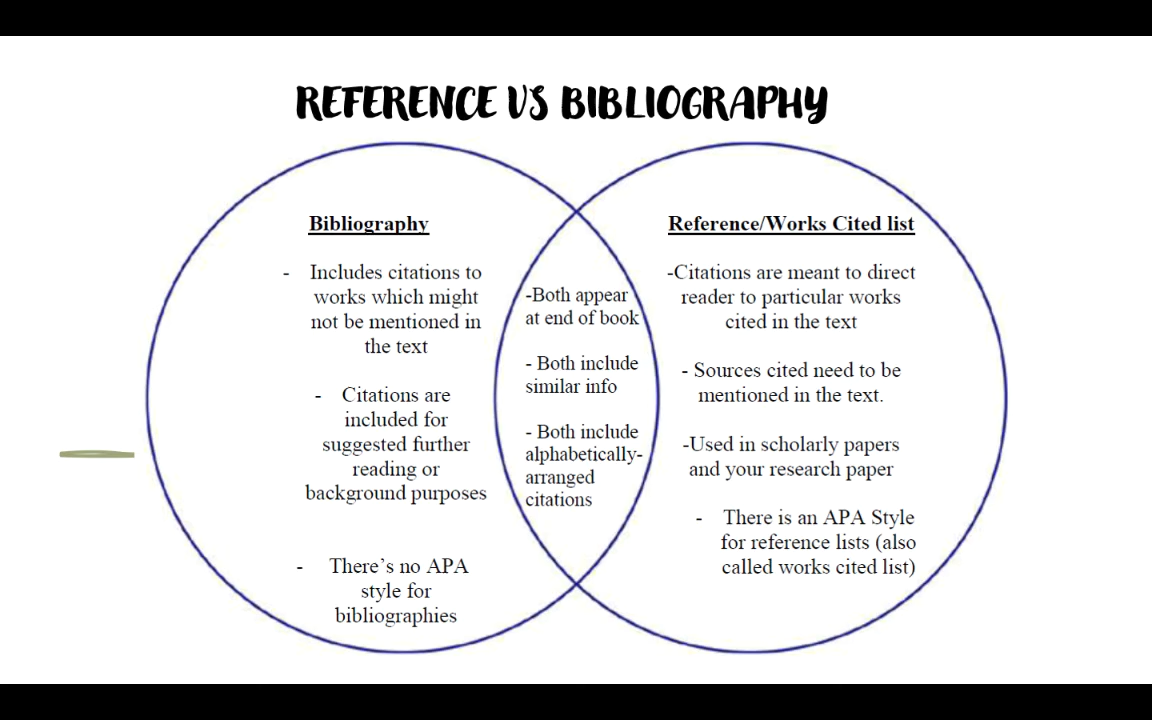 REFERENCE VS BIBLIOGRAPHY
Bibliography
- Includes citations to
works which might
not be mentioned in
the text
- Citations are
included for
suggested further
reading or
background purposes
- There’s no APA
style for
bibliographies
-Both appear
at end of book
- Both include
similar info
- Both include
alphabetically-
arranged
citations
Reference/Works Cited list
-Citations are meant to direct
reader to particular works
cited in the text
- Sources cited need to be
mentioned in the text.
-Used in scholarly papers
and your research paper
- There is an APA Style
for reference lists (also
called works cited list)